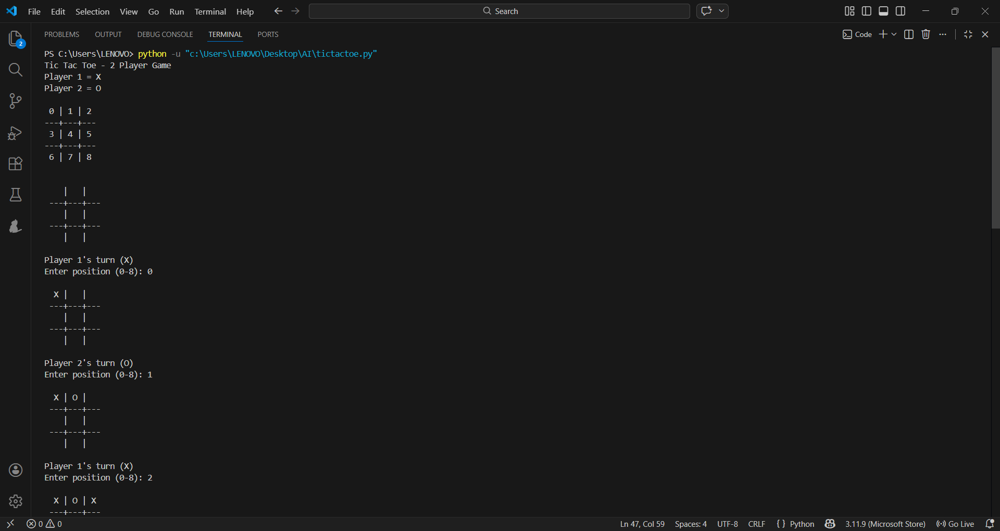 File Edit Selection View Go Run Terminal Help Search
2
PROBLEMS OUTPUT DEBUG CONSOLE TERMINAL PORTS Code
PS C:\Users\LENOVO> python -u "c:\Users\LENOVO\Desktop\AI\tictactoe.py"
Tic Tac Toe - 2 Player Game
Player 1 = X
Player 2 = O
 0 | 1 | 2
---+---+---
 3 | 4 | 5
---+---+---
 6 | 7 | 8
   |   |
---+---+---
   |   |
---+---+---
   |   |
Player 1's turn (X)
Enter position (0-8): 0
 X |   |
---+---+---
   |   |
---+---+---
   |   |
Player 2's turn (O)
Enter position (0-8): 1
 X | O |
---+---+---
   |   |
---+---+---
   |   |
Player 1's turn (X)
Enter position (0-8): 2
 X | O | X
---+---+---
0 0 Ln 47, Col 59 Spaces: 4 UTF-8 CRLF { } Python 3.11.9 (Microsoft Store) Go Live